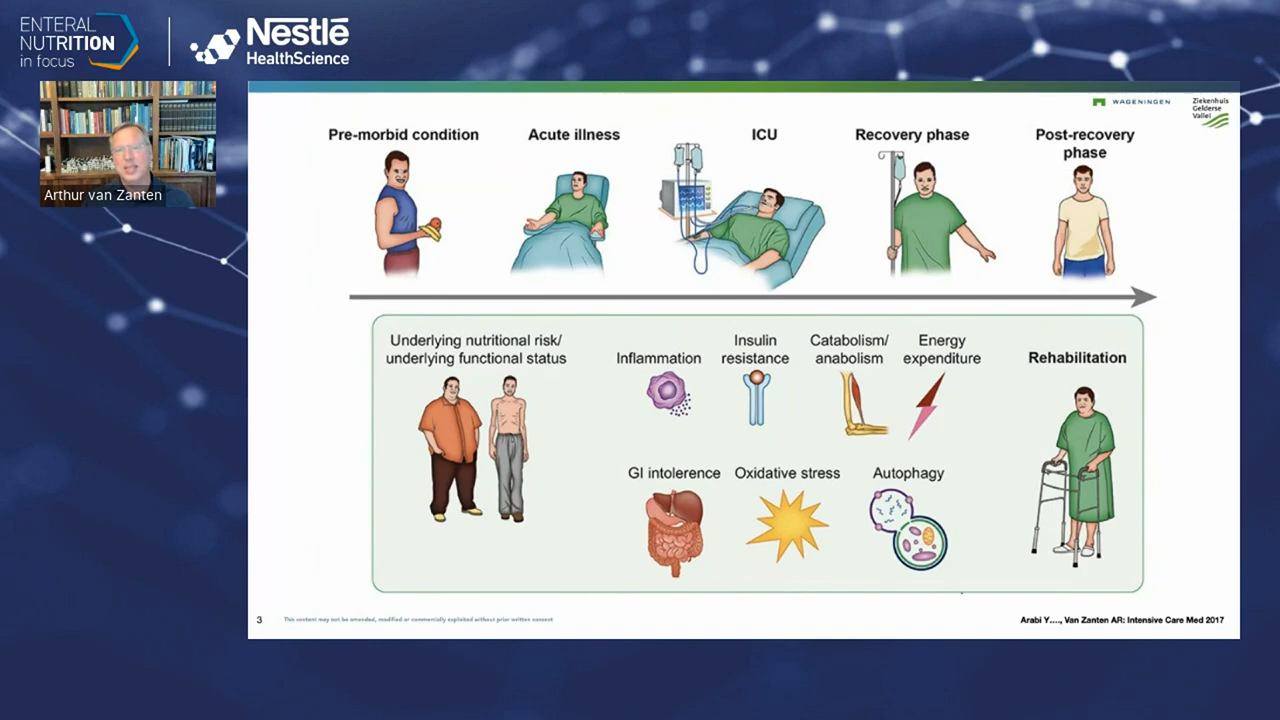 ENTERAL
NUTRITION
in focus
Nestlé
HealthScience
Arthur van Zanten
WAGENINGEN
Ziekenhuis
Gelderse
Vallei
Pre-morbid condition
Acute illness
ICU
Recovery phase
Post-recovery
phase
Underlying nutritional risk/
underlying functional status
Inflammation
Insulin
resistance
Catabolism/
anabolism
Energy
expenditure
Rehabilitation
GI intolerence
Oxidative stress
Autophagy
3
This content may not be amended, modified or commercially exploited without prior written consent
Arabi Y...., Van Zanten AR: Intensive Care Med 2017